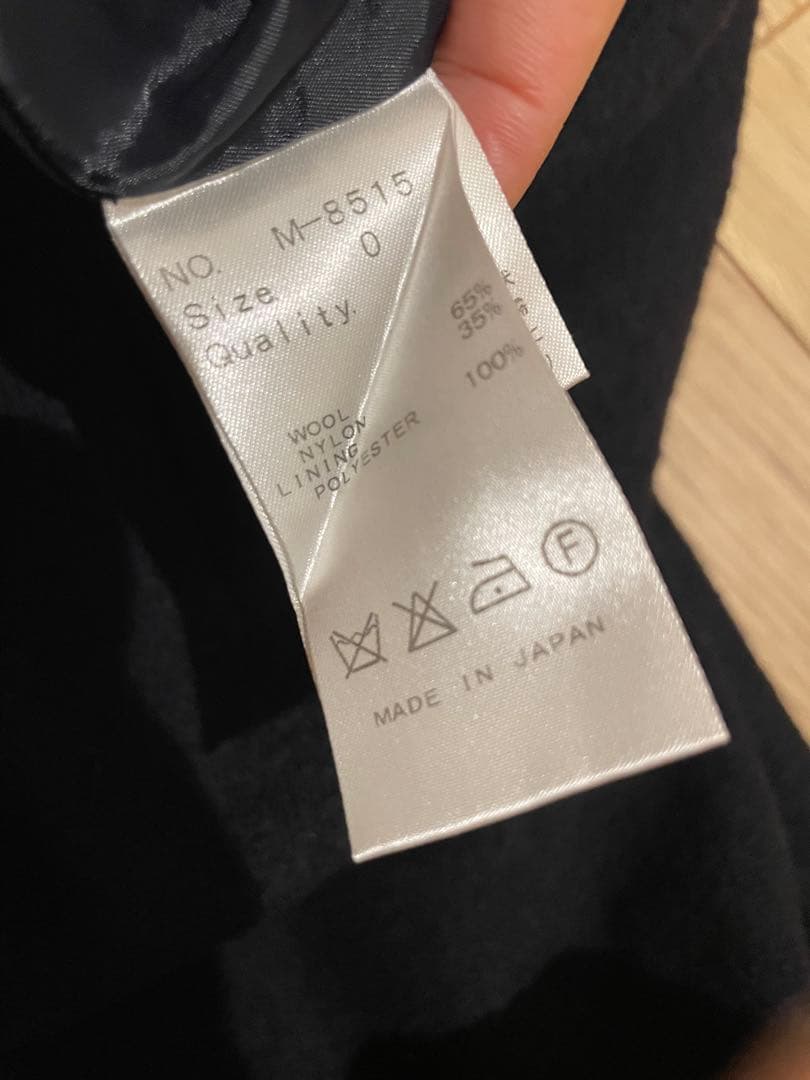 NO. M-8515
Size 0
Quality.
WOOL 65%
NYLON 35%
LINING
POLYESTER 100%
F
MADE IN JAPAN